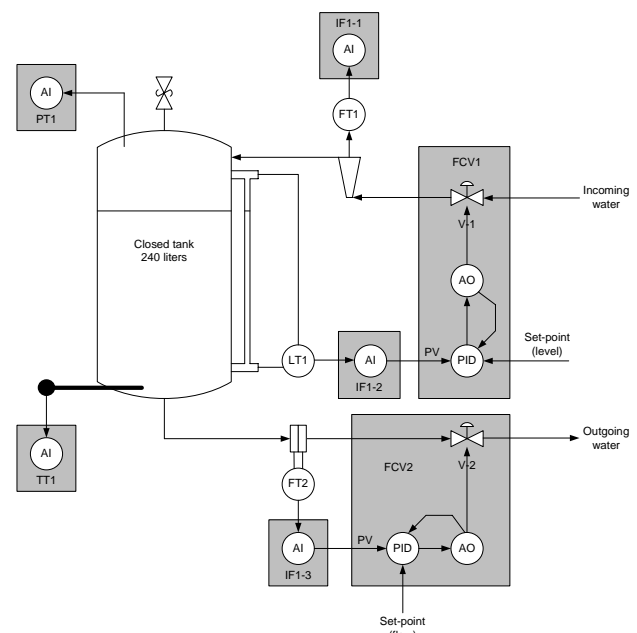 IF1-1
AI
AI
PT1
FT1
FCV1
Incoming
water
V-1
Closed tank
240 liters
AO
Set-point
(level)
LT1
AI
PV
PID
IF1-2
Outgoing
water
AI
TT1
V-2
FCV2
FT2
PV
AI
PID
AO
IF1-3
Set-point